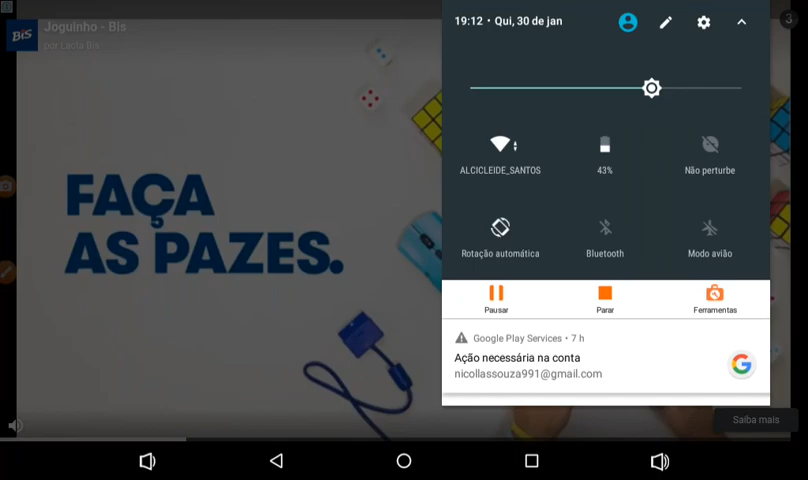 BIS
Joguinho - Bis
por Lacta Bis
3
FAÇA
AS PAZES.
Saiba mais
19:12 • Qui, 30 de jan
ALCICLEIDE_SANTOS
43%
Não perturbe
Rotação automática
Bluetooth
Modo avião
Pausar
Parar
Ferramentas
Google Play Services • 7 h
Ação necessária na conta
nicollassouza991@gmail.com
G